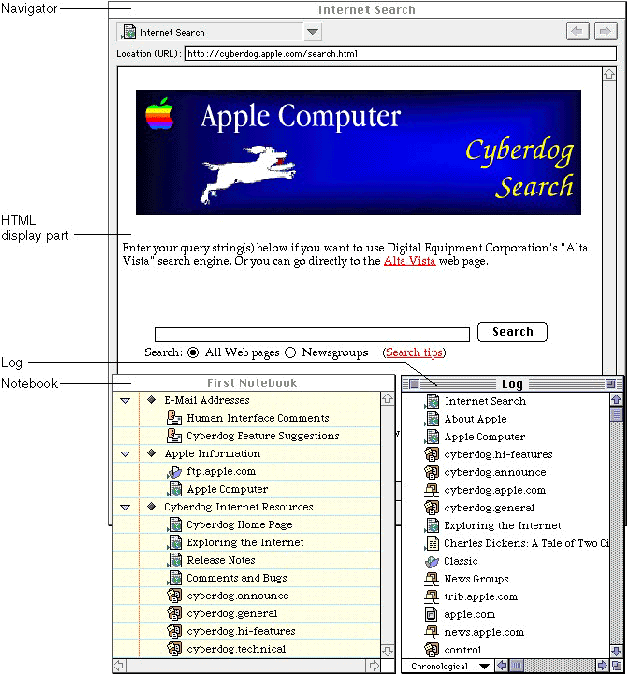 Navigator
Internet Search
Internet Search
Location (URL): http://cyberdog.apple.com/search.html
Apple Computer
Cyberdog
Search
HTML
display part
Enter your query string(s) below if you want to use Digital Equipment Corporation's "Alta
Vista" search engine. Or you can go directly to the Alta Vista web page.
Search
Search: All Web pages Newsgroups (Search tips)
Log
Notebook
First Notebook
E-Mail Addresses
Human Interface Comments
Cyberdog Feature Suggestions
Apple Information
ftp.apple.com
Apple Computer
Cyberdog Internet Resources
Cyberdog Home Page
Exploring the Internet
Release Notes
Comments and Bugs
cyberdog.announce
cyberdog.general
cyberdog.hi-features
cyberdog.technical
Log
Internet Search
About Apple
Apple Computer
cyberdog.hi-features
cyberdog.announce
cyberdog.apple.com
cyberdog.general
Exploring the Internet
Charles Dickens: A Tale of Two Ci
Classic
News Groups
trib.apple.com
apple.com
news.apple.com
control
Chronological